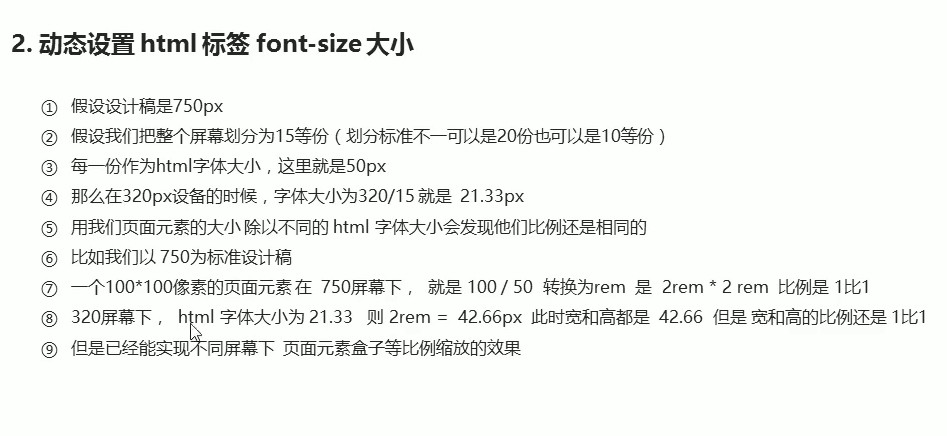 2. 动态设置 html 标签 font-size 大小
① 假设设计稿是750px
② 假设我们把整个屏幕划分为15等份（划分标准不一可以是20份也可以是10等份）
③ 每一份作为html字体大小，这里就是50px
④ 那么在320px设备的时候，字体大小为320/15 就是 21.33px
⑤ 用我们页面元素的大小 除以不同的 html 字体大小会发现他们比例还是相同的
⑥ 比如我们以 750为标准设计稿
⑦ 一个100*100像素的页面元素 在 750屏幕下， 就是 100 / 50 转换为rem 是 2rem * 2 rem 比例是 1比1
⑧ 320屏幕下， html 字体大小为 21.33 则 2rem = 42.66px 此时宽和高都是 42.66 但是 宽和高的比例还是 1比1
⑨ 但是已经能实现不同屏幕下 页面元素盒子等比例缩放的效果